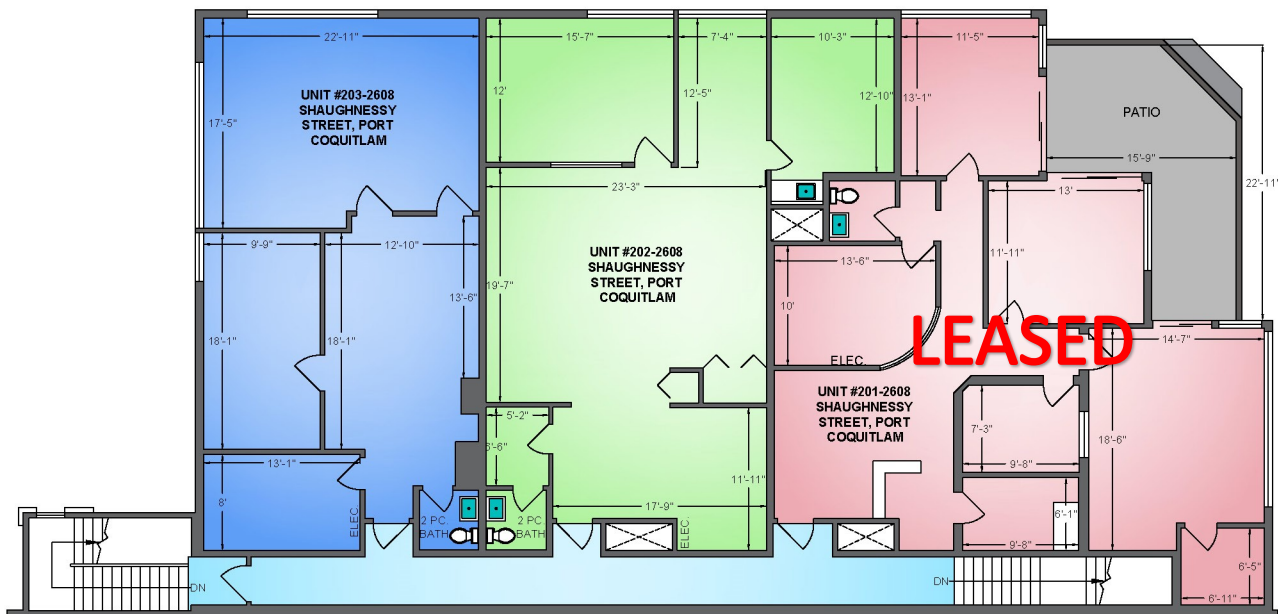 22'-11"
15'-7"
7'-4"
10'-3"
11'-5"
UNIT #203-2608
SHAUGHNESSY
STREET, PORT
COQUITLAM
17'-5"
12'
12'-5"
12'-10"
13'-1"
PATIO
15'-9"
22'-11"
23'-3"
13'
9'-9"
12'-10"
UNIT #202-2608
SHAUGHNESSY
STREET, PORT
COQUITLAM
13'-6"
11'-11"
13'-6"
19'-7"
10'
18'-1"
18'-1"
ELEC.
LEASED
14'-7"
UNIT #201-2608
SHAUGHNESSY
STREET, PORT
COQUITLAM
5'-2"
6'-6"
7'-3"
18'-6"
13'-1"
9'-8"
11'-11"
8'
17'-9"
6'-1"
ELEC.
2 PC.
BATH
2 PC.
BATH
ELEC.
9'-8"
6'-5"
DN
DN
6'-11"